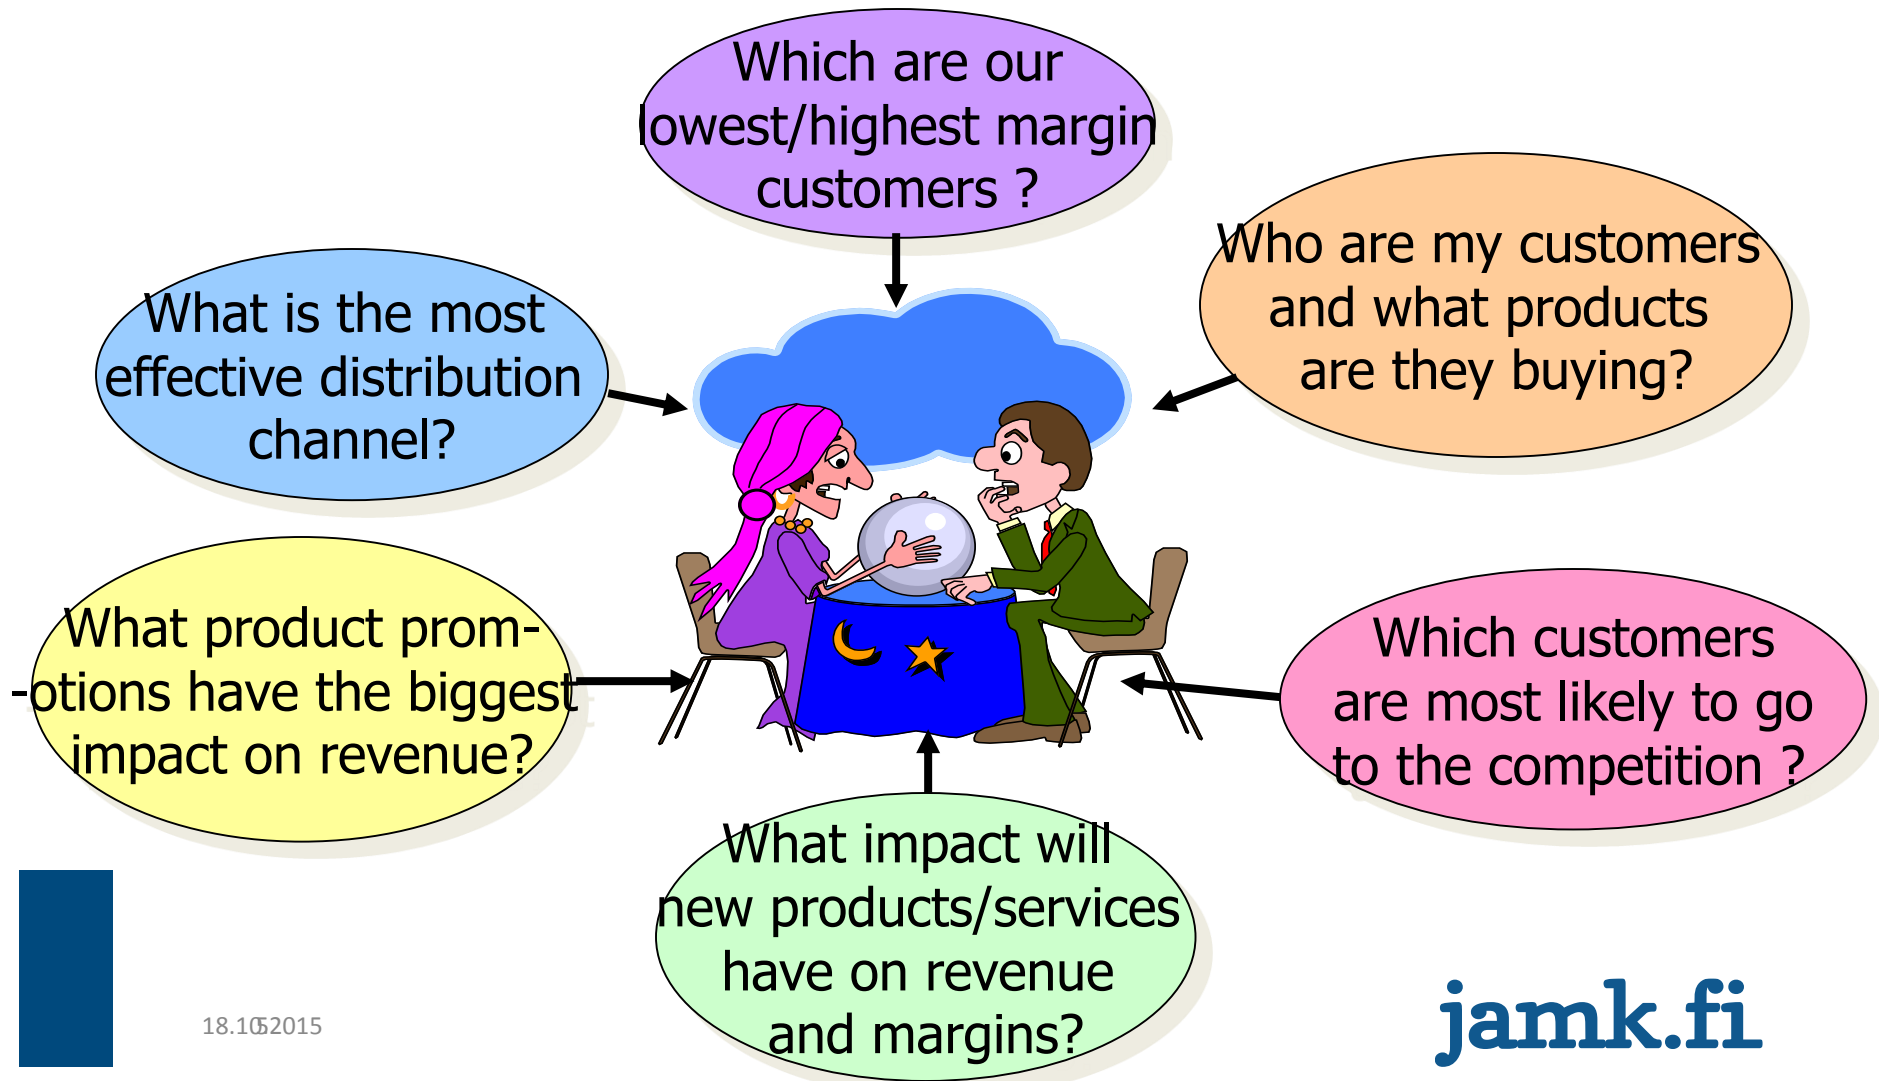 Which are our
lowest/highest margin
customers ?
Who are my customers
and what products
are they buying?
What is the most
effective distribution
channel?
What product prom-
-otions have the biggest
impact on revenue?
Which customers
are most likely to go
to the competition ?
What impact will
new products/services
have on revenue
and margins?
jamk.fi